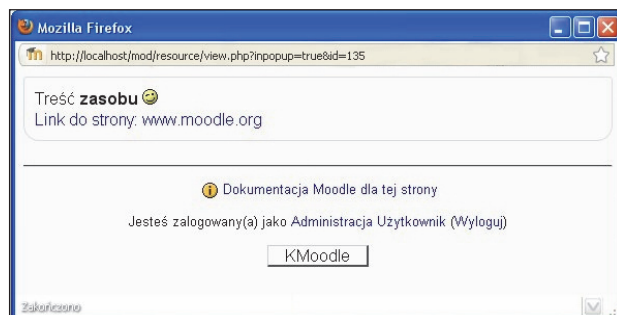 Mozilla Firefox
http://localhost/mod/resource/view.php?inpopup=true&id=135
Treść zasobu
Link do strony: www.moodle.org
Dokumentacja Moodle dla tej strony
Jesteś zalogowany(a) jako Administracja Użytkownik (Wyloguj)
KMoodle
Zakończono